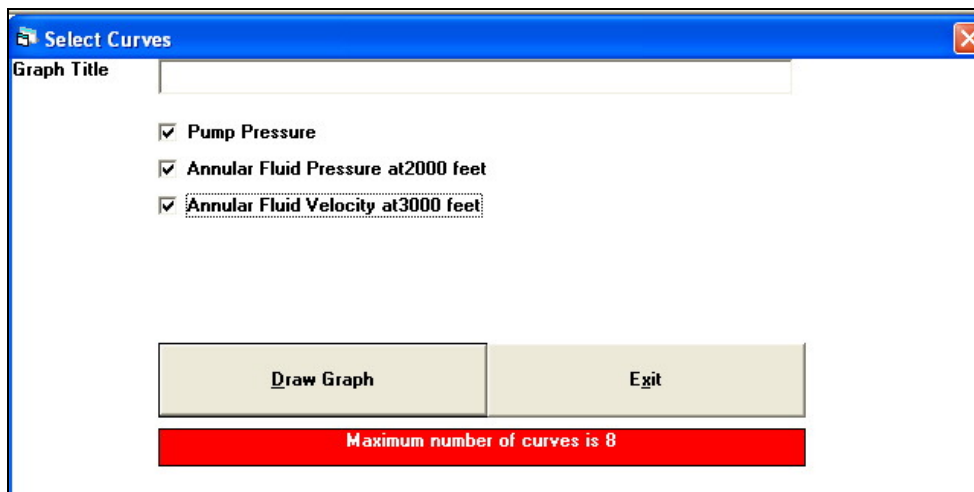 Select Curves
Graph Title
Pump Pressure
Annular Fluid Pressure at2000 feet
Annular Fluid Velocity at3000 feet
Draw Graph
Exit
Maximum number of curves is 8